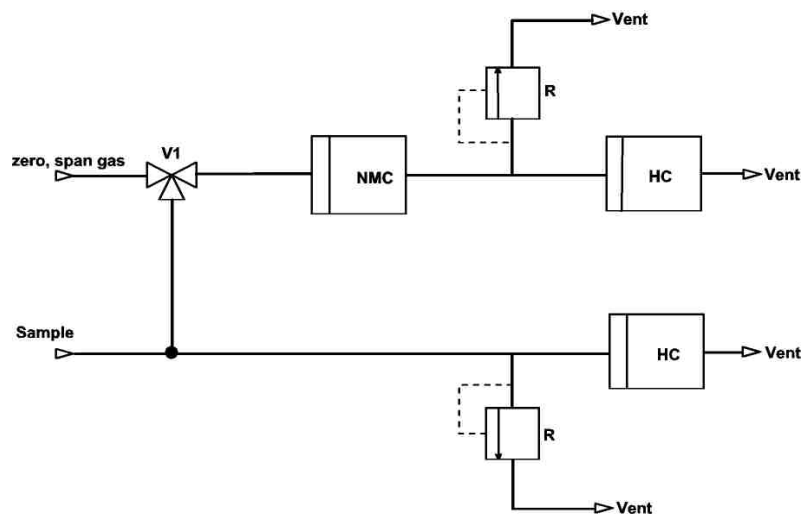 Vent
R
V1
zero, span gas
NMC
HC
Vent
Sample
HC
Vent
R
Vent